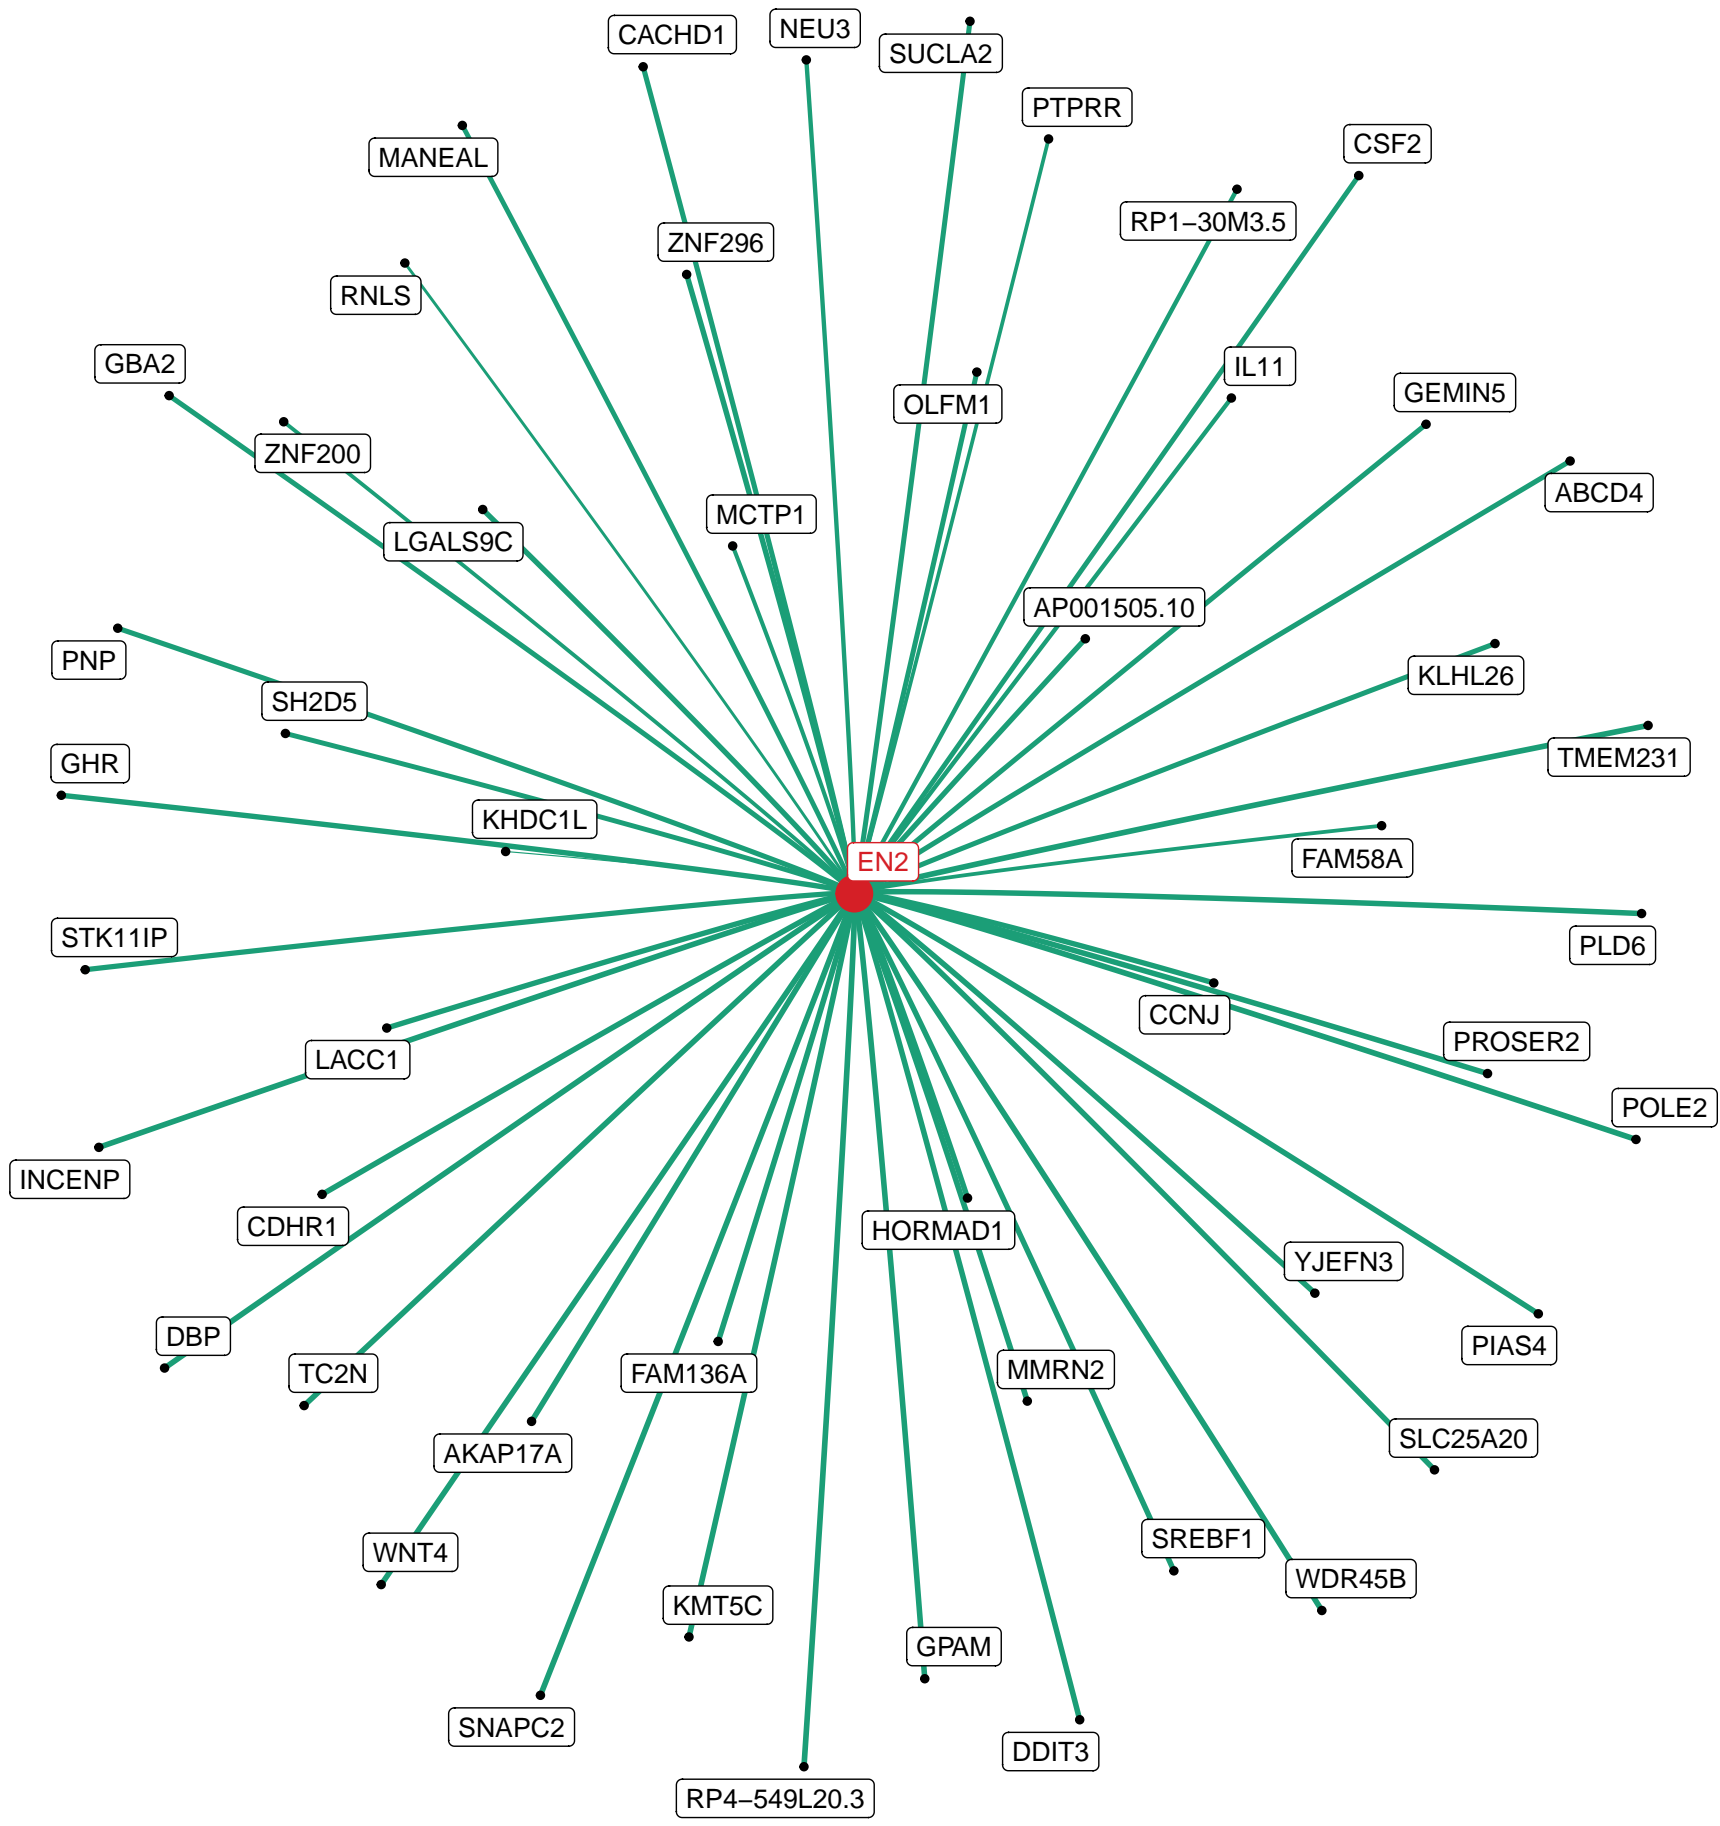 NEU3
CACHD1
SUCLA2
PTPRR
CSF2
MANEAL
RP1−30M3.5
ZNF296
RNLS
GBA2
IL11
GEMIN5
OLFM1
ZNF200
ABCD4
MCTP1
LGALS9C
AP001505.10
PNP
KLHL26
SH2D5
TMEM231
GHR
KHDC1L
FAM58A
EN2
STK11IP
PLD6
CCNJ
PROSER2
LACC1
POLE2
INCENP
CDHR1
HORMAD1
YJEFN3
DBP
PIAS4
MMRN2
TC2N
FAM136A
SLC25A20
AKAP17A
SREBF1
WNT4
WDR45B
KMT5C
GPAM
SNAPC2
DDIT3
RP4−549L20.3